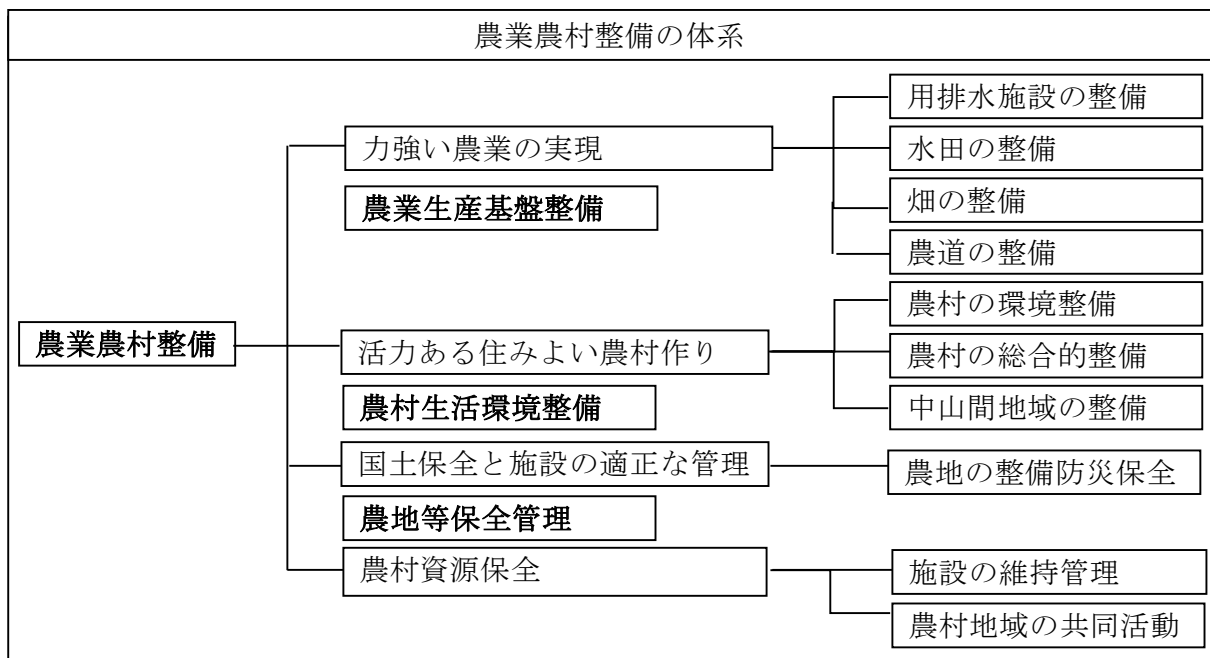 農業農村整備の体系
農業農村整備
力強い農業の実現
農業生産基盤整備
用排水施設の整備
水田の整備
畑の整備
農道の整備
活力ある住みよい農村作り
農村生活環境整備
農村の環境整備
農村の総合的整備
中山間地域の整備
国土保全と施設の適正な管理
農地等保全管理
農地の整備防災保全
農村資源保全
施設の維持管理
農村地域の共同活動